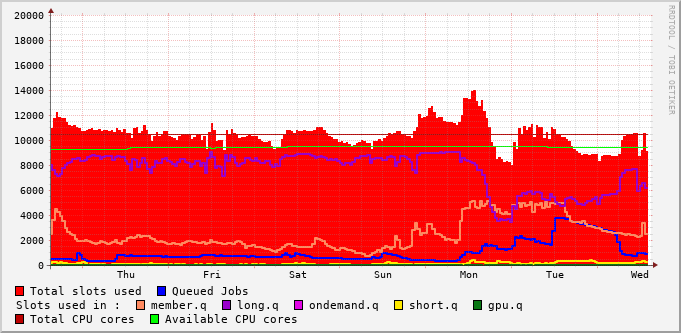 20000
18000
16000
14000
12000
10000
8000
6000
4000
2000
0
Thu Fri Sat Sun Mon Tue Wed
Total slots used Queued Jobs
Slots used in : member.q long.q ondemand.q short.q gpu.q
Total CPU cores Available CPU cores
RRDTOOL / TOBI OETIKER